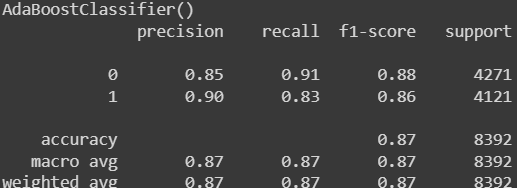 AdaBoostClassifier()
precision recall f1-score support
0 0.85 0.91 0.88 4271
1 0.90 0.83 0.86 4121
accuracy 0.87 8392
macro avg 0.87 0.87 0.87 8392
weighted avg 0.87 0.87 0.87 8392